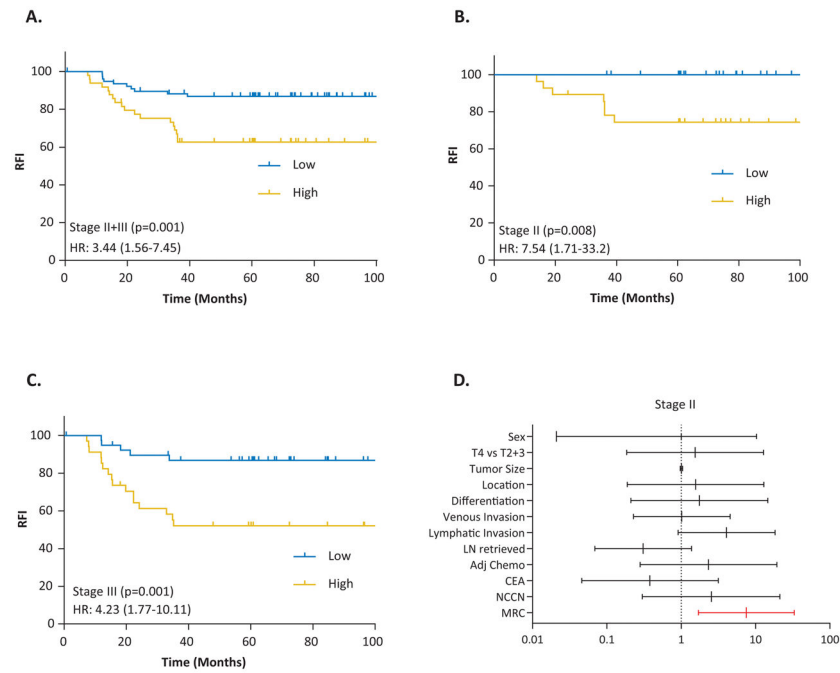 A.
100
80
60
40
20
0
RFI
Low
High
Stage II+III (p=0.001)
HR: 3.44 (1.56-7.45)
0 20 40 60 80 100
Time (Months)
B.
100
80
60
40
20
0
RFI
Low
High
Stage II (p=0.008)
HR: 7.54 (1.71-33.2)
0 20 40 60 80 100
Time (Months)
C.
100
80
60
40
20
0
RFI
Low
High
Stage III (p=0.001)
HR: 4.23 (1.77-10.11)
0 20 40 60 80 100
Time (Months)
D.
Stage II
Sex
T4 vs T2+3
Tumor Size
Location
Differentiation
Venous Invasion
Lymphatic Invasion
LN retrieved
Adj Chemo
CEA
NCCN
MRC
0.01 0.1 1 10 100